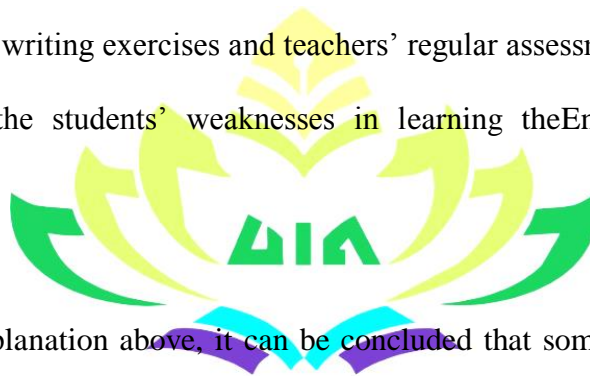 writing exercises and teachers’ regular assessm
the students’ weaknesses in learning theEn
planation above, it can be concluded that som